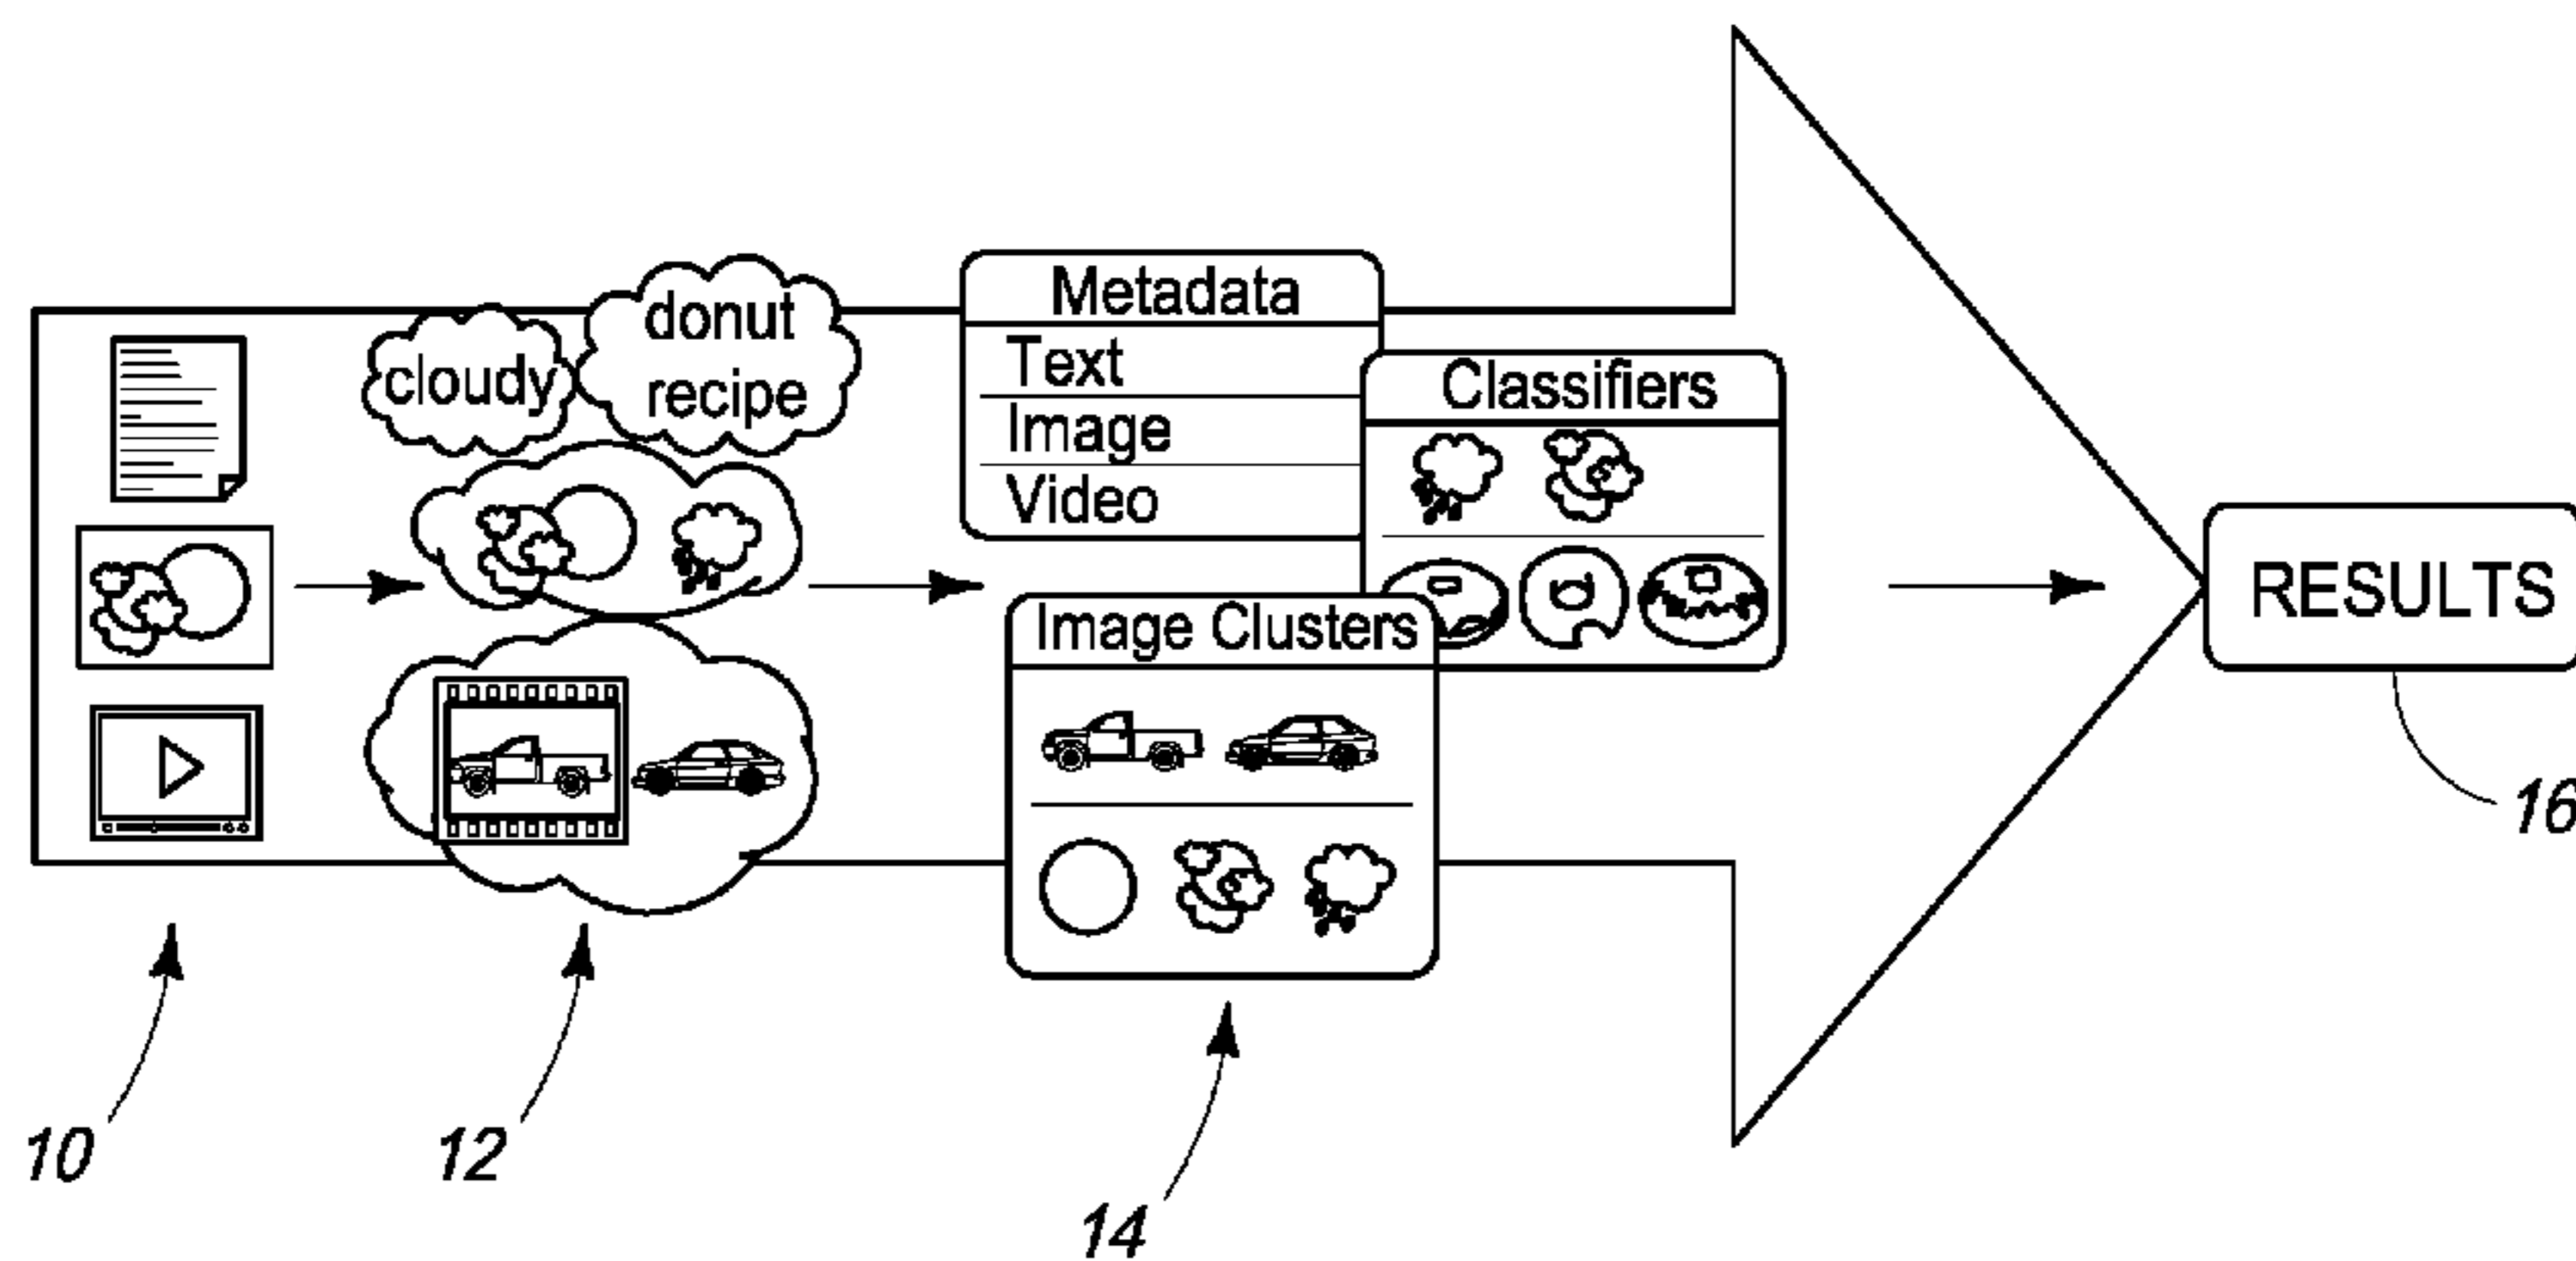 cloudy
donut
recipe
Metadata
Text
Image
Video
Classifiers
Image Clusters
RESULTS
10
12
14
16